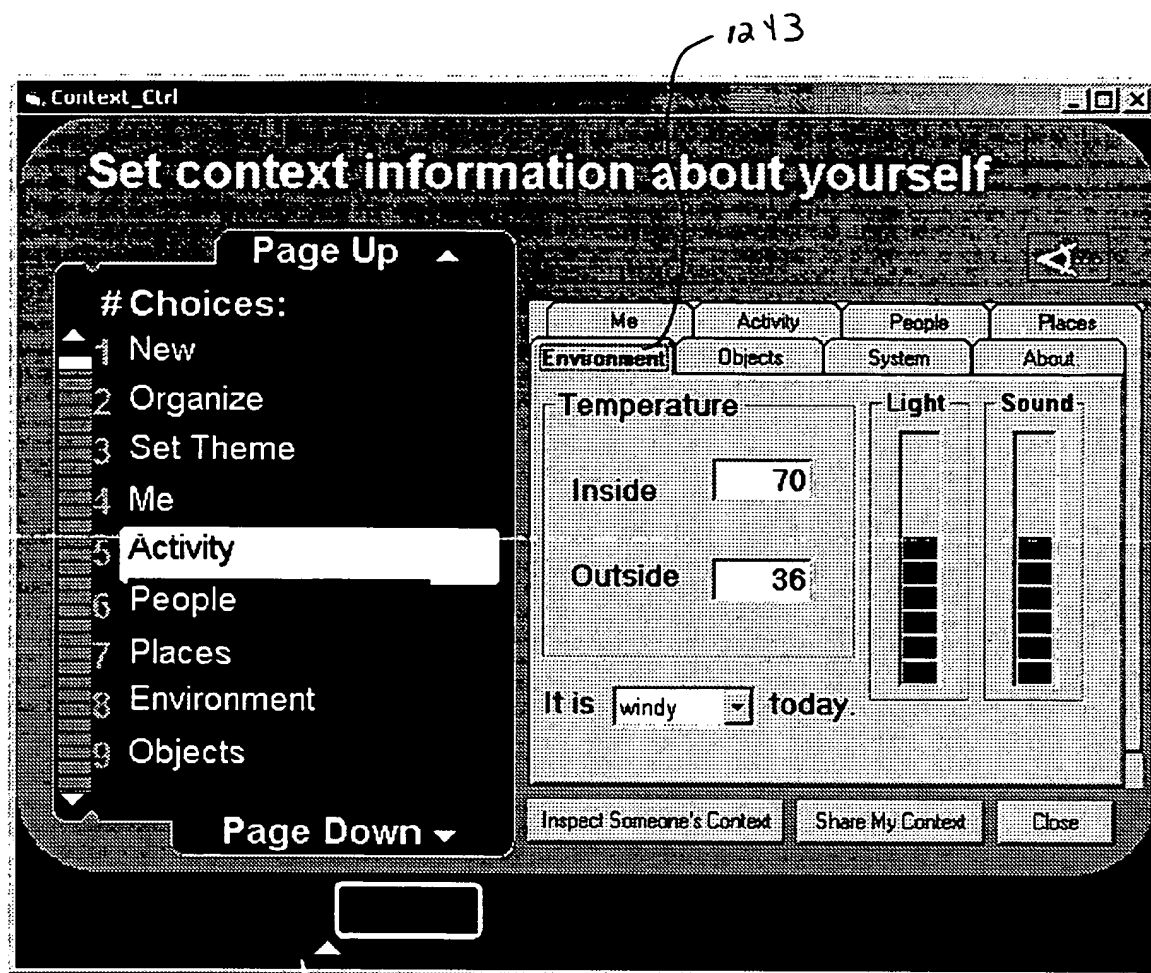 1243
Context_Ctrl
Set context information about yourself
Page Up
# Choices:
1 New
2 Organize
3 Set Theme
4 Me
5 Activity
6 People
7 Places
8 Environment
9 Objects
Page Down
Me Activity People Places
Environment Objects System About
Temperature
Inside 70
Outside 36
Light
Sound
It is windy today.
Inspect Someone's Context Share My Context Close